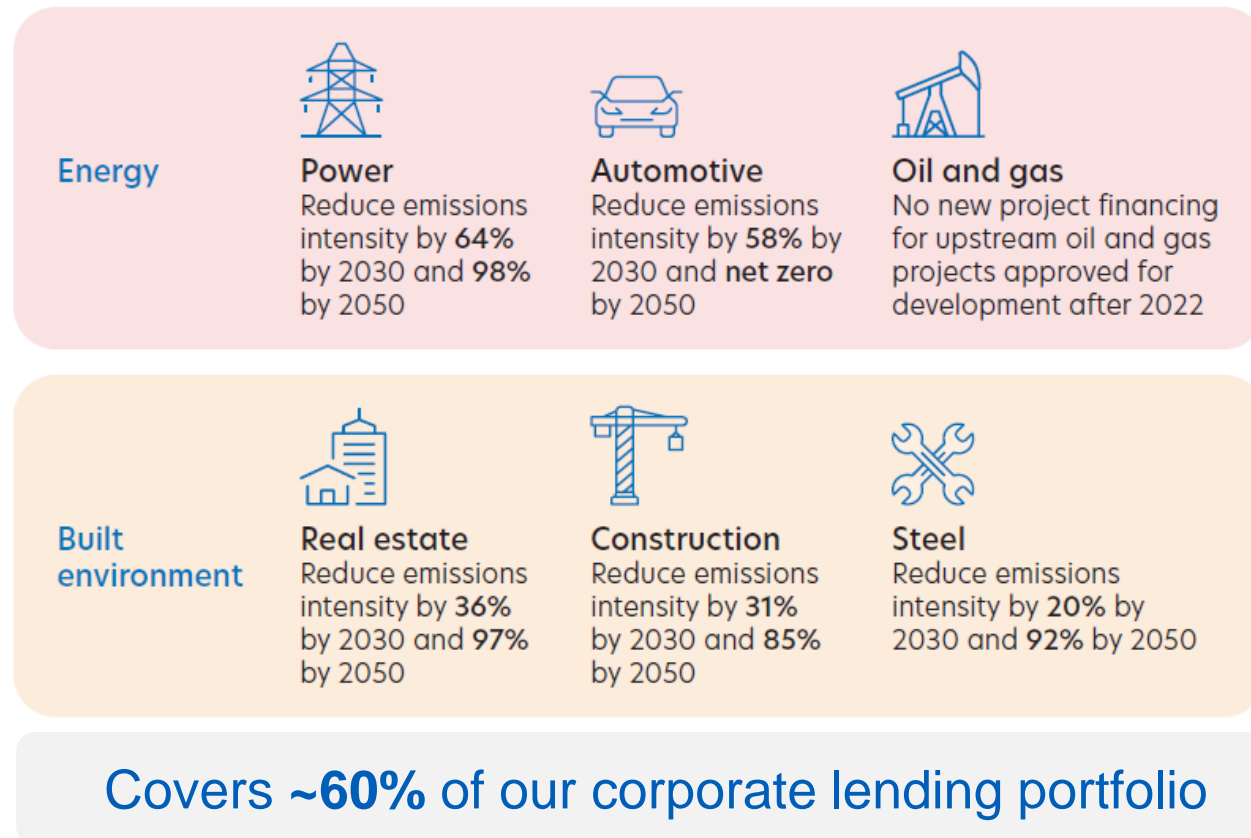 Energy
Power
Reduce emissions
intensity by 64%
by 2030 and 98%
by 2050
Automotive
Reduce emissions
intensity by 58% by
2030 and net zero
by 2050
Oil and gas
No new project financing
for upstream oil and gas
projects approved for
development after 2022
Built
environment
Real estate
Reduce emissions
intensity by 36%
by 2030 and 97%
by 2050
Construction
Reduce emissions
intensity by 31%
by 2030 and 85%
by 2050
Steel
Reduce emissions
intensity by 20% by
2030 and 92% by 2050
Covers ~60% of our corporate lending portfolio